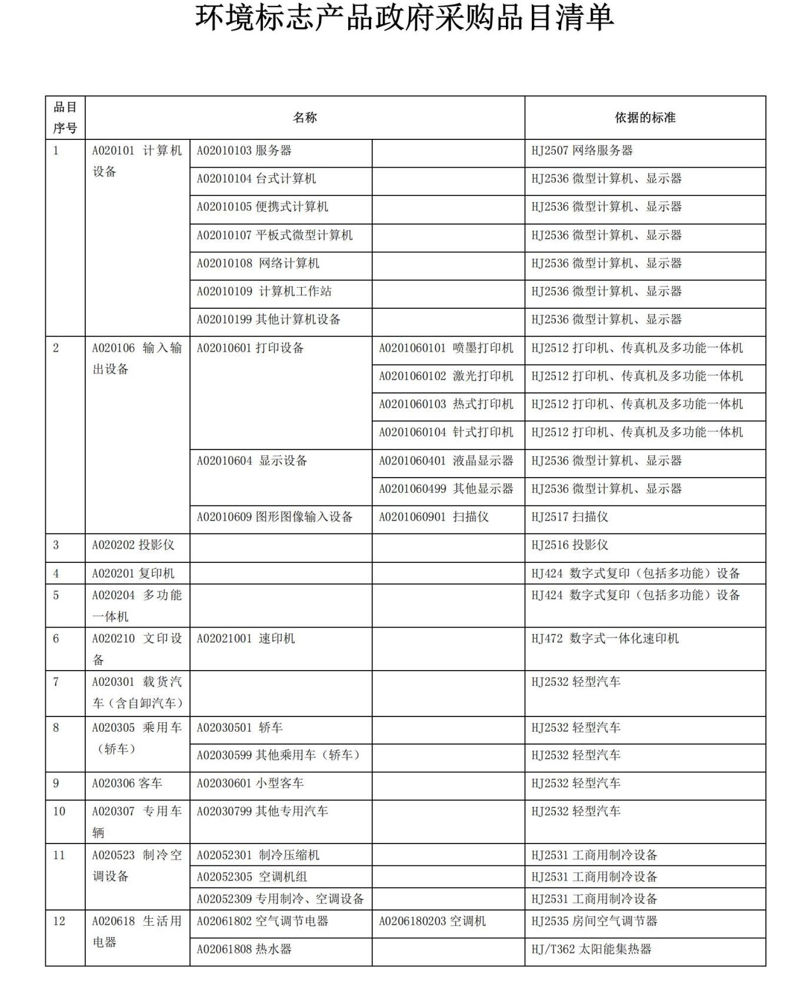 环境标志产品政府采购品目清单
品目
序号
名称
依据的标准
1
A020101 计算机
设备
A02010103 服务器
HJ2507 网络服务器
A02010104 台式计算机
HJ2536 微型计算机、显示器
A02010105 便携式计算机
HJ2536 微型计算机、显示器
A02010107 平板式微型计算机
HJ2536 微型计算机、显示器
A02010108 网络计算机
HJ2536 微型计算机、显示器
A02010109 计算机工作站
HJ2536 微型计算机、显示器
A02010199 其他计算机设备
HJ2536 微型计算机、显示器
2
A020106 输入输
出设备
A02010601 打印设备
A0201060101 喷墨打印机
HJ2512 打印机、传真机及多功能一体机
A0201060102 激光打印机
HJ2512 打印机、传真机及多功能一体机
A0201060103 热式打印机
HJ2512 打印机、传真机及多功能一体机
A0201060104 针式打印机
HJ2512 打印机、传真机及多功能一体机
A02010604 显示设备
A0201060401 液晶显示器
HJ2536 微型计算机、显示器
A0201060499 其他显示器
HJ2536 微型计算机、显示器
A02010609 图形图像输入设备
A0201060901 扫描仪
HJ2517 扫描仪
3
A020202 投影仪
HJ2516 投影仪
4
A020201 复印机
HJ424 数字式复印（包括多功能）设备
5
A020204 多功能
一体机
HJ424 数字式复印（包括多功能）设备
6
A020210 文印设
备
A02021001 速印机
HJ472 数字式一体化速印机
7
A020301 载货汽
车（含自卸汽车）
HJ2532 轻型汽车
8
A020305 乘用车
（轿车）
A02030501 轿车
HJ2532 轻型汽车
A02030599 其他乘用车（轿车）
HJ2532 轻型汽车
9
A020306 客车
A02030601 小型客车
HJ2532 轻型汽车
10
A020307 专用车
辆
A02030799 其他专用汽车
HJ2532 轻型汽车
11
A020523 制冷空
调设备
A02052301 制冷压缩机
HJ2531 工商用制冷设备
A02052305 空调机组
HJ2531 工商用制冷设备
A02052309 专用制冷、空调设备
HJ2531 工商用制冷设备
12
A020618 生活用
电器
A02061802 空气调节电器
A0206180203 空调机
HJ2535 房间空气调节器
A02061808 热水器
HJ/T362 太阳能集热器